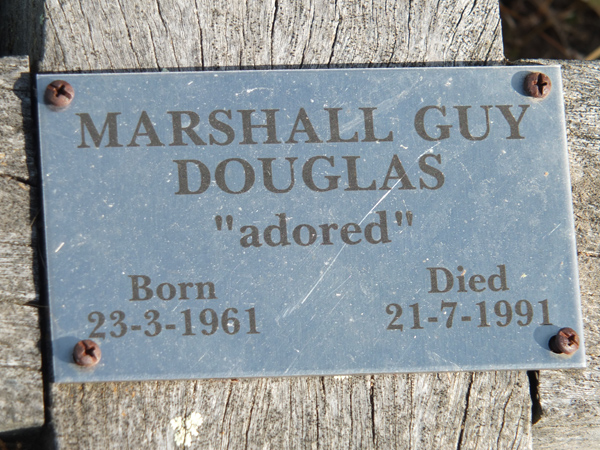 MARSHALL GUY
DOUGLAS
"adored"
Born
23-3-1961
Died
21-7-1991